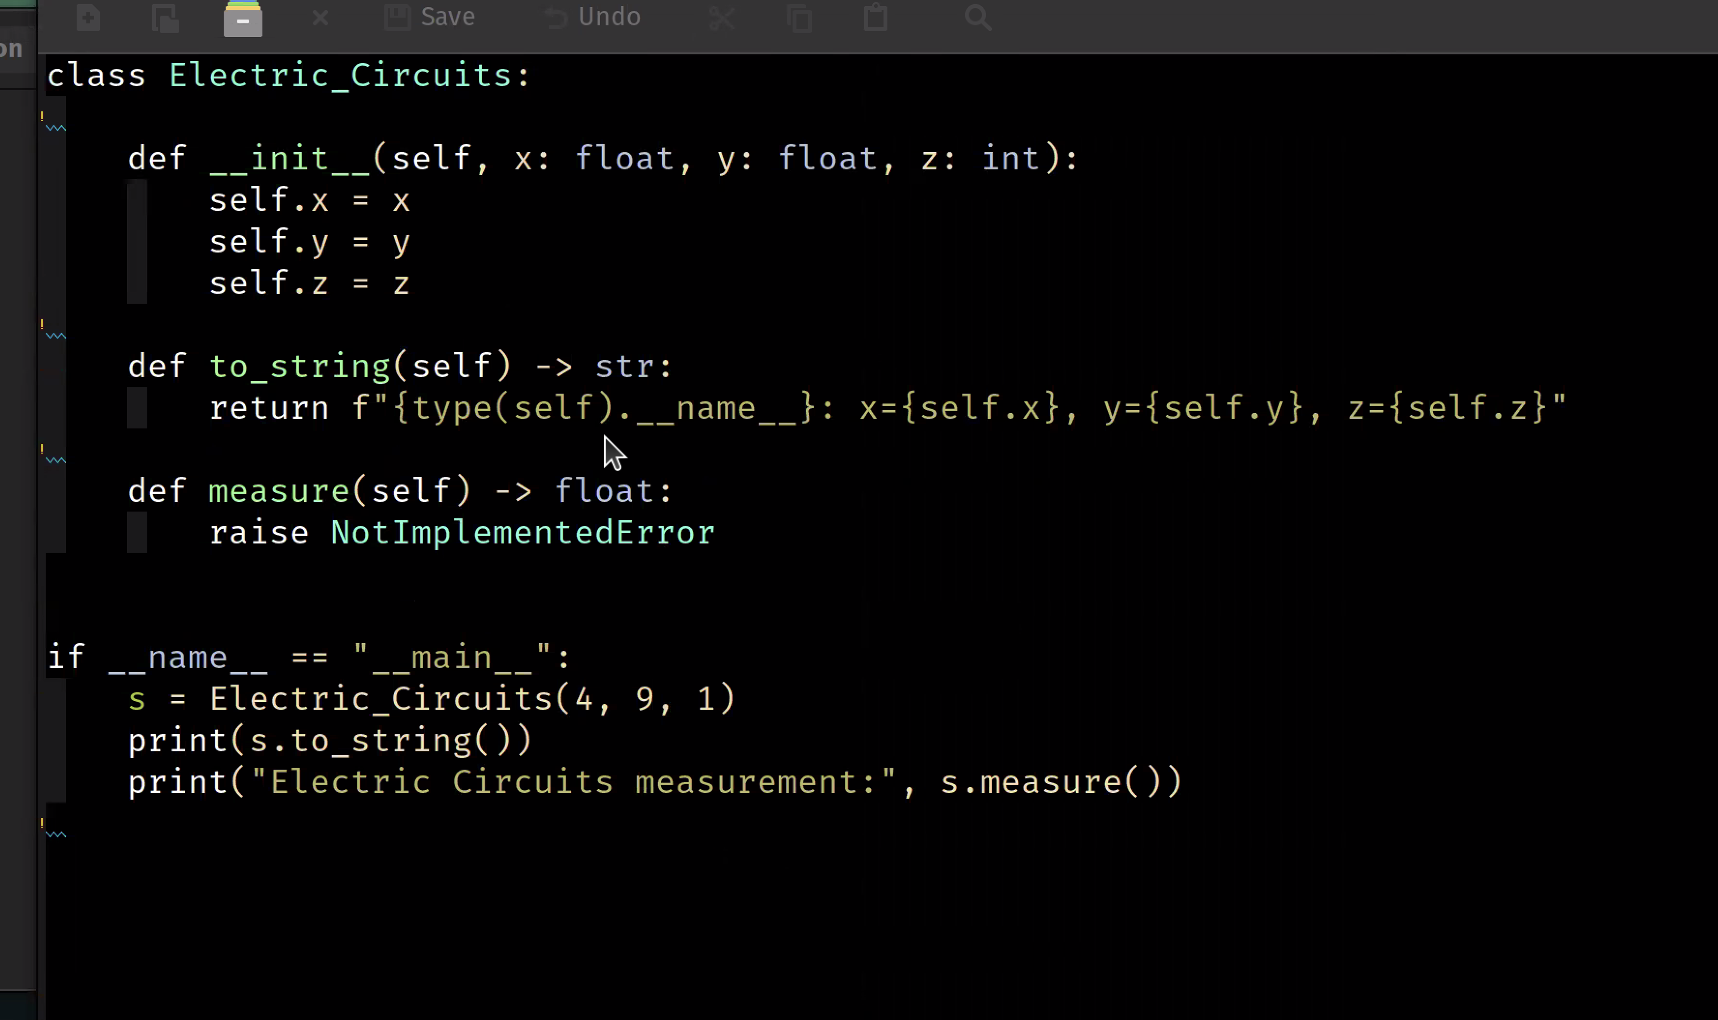 Save Undo
on
class Electric_Circuits:
def __init__(self, x: float, y: float, z: int):
self.x = x
self.y = y
self.z = z
def to_string(self) -> str:
return f"{type(self).__name__}: x={self.x}, y={self.y}, z={self.z}"
def measure(self) -> float:
raise NotImplementedError
if __name__ == "__main__":
s = Electric_Circuits(4, 9, 1)
print(s.to_string())
print("Electric Circuits measurement:", s.measure())